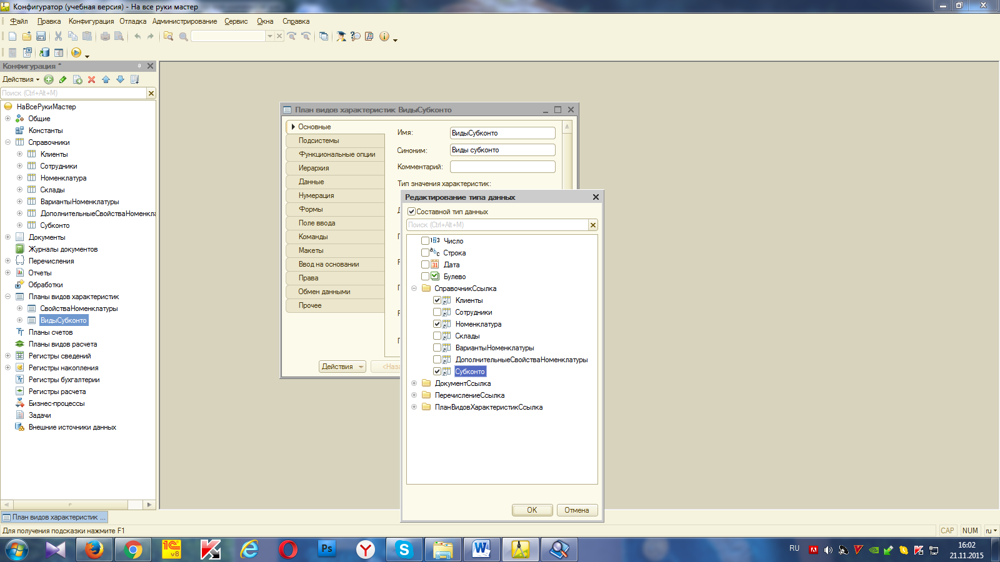 Конфигуратор (учебная версия) - На все руки мастер
Файл Правка Конфигурация Отладка Администрирование Сервис Окна Справка
Конфигурация *
Действия
Поиск (Ctrl+Alt+M)
НаВсеРукиМастер
Общие
Константы
Справочники
Клиенты
Сотрудники
Номенклатура
Склады
ВариантыНоменклатуры
ДополнительныеСвойстваНоменкла
Субконто
Документы
Журналы документов
Перечисления
Отчеты
Обработки
Планы видов характеристик
СвойстваНоменклатуры
ВидыСубконто
Планы счетов
Планы видов расчета
Регистры сведений
Регистры накопления
Регистры бухгалтерии
Регистры расчета
Бизнес-процессы
Задачи
Внешние источники данных
План видов характеристик ВидыСубконто
Основные
Подсистемы
Функциональные опции
Иерархия
Данные
Нумерация
Формы
Поле ввода
Команды
Макеты
Ввод на основании
Права
Обмен данными
Прочее
Имя: ВидыСубконто
Синоним: Виды субконто
Комментарий:
Тип значения характеристик:
Действия <Наза
Редактирование типа данных
Составной тип данных
Поиск (Ctrl+Alt+M)
Число
Строка
Дата
Булево
СправочникСсылка
Клиенты
Сотрудники
Номенклатура
Склады
ВариантыНоменклатуры
ДополнительныеСвойстваНоменклатуры
Субконто
ДокументСсылка
ПеречислениеСсылка
ПланВидовХарактеристикСсылка
OK Отмена
План видов характеристик ...
Для получения подсказки нажмите F1
CAP NUM ru
RU
16:02
21.11.2015